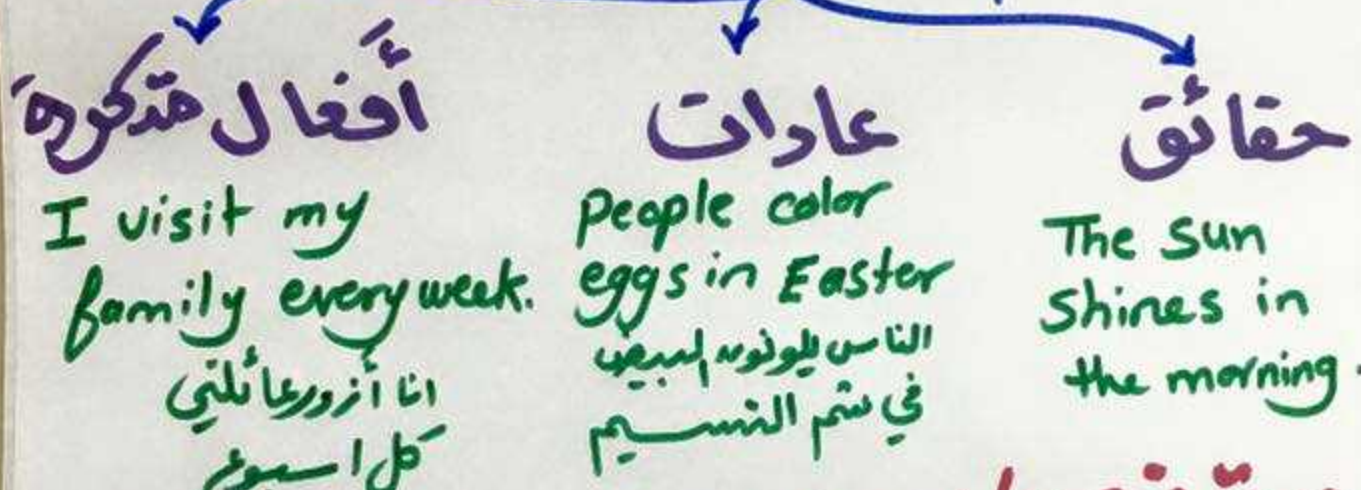 حقائق
The sun
shines in
the morning.
عادات
People color
eggs in Easter
الناس يلونون البيض
في شم النسيم
أفعال متكررة
I visit my
family every week.
انا أزور عائلتي
كل اسبوع